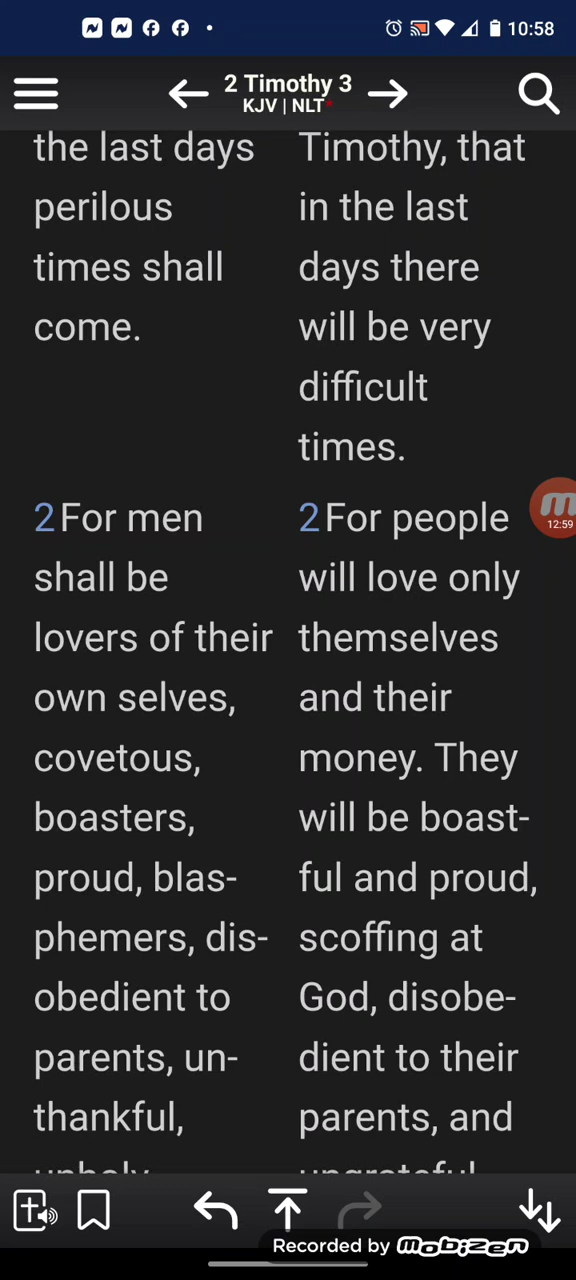 10:58
2 Timothy 3
KJV | NLT*
the last days
perilous
times shall
come.
Timothy, that
in the last
days there
will be very
difficult
times.
2 For men
shall be
lovers of their
own selves,
covetous,
boasters,
proud, blas-
phemers, dis-
obedient to
parents, un-
thankful,
unholy
2 For people
will love only
themselves
and their
money. They
will be boast-
ful and proud,
scoffing at
God, disobe-
dient to their
parents, and
ungrateful
12:59
Recorded by mobizen